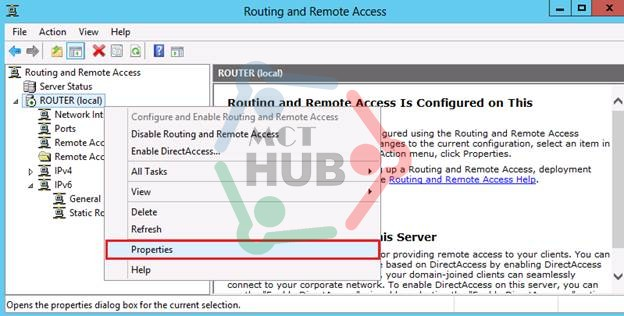 Routing and Remote Access
File Action View Help
Routing and Remote Access
Server Status
ROUTER (local)
Network Int
Ports
Remote Acce
Remote Acc
IPv4
IPv6
General
Static Ro
Configure and Enable Routing and Remote Access
Disable Routing and Remote Access
Enable DirectAccess...
All Tasks
View
Delete
Refresh
Properties
Help
ROUTER (local)
Routing and Remote Access Is Configured on This
gured using the Routing and Remote Access
anges to the current configuration, select an item in
Action menu, click Properties.
g up a Routing and Remote Access, deployment
e Routing and Remote Access Help.
his Server
or providing remote access to your clients. You can
e based on DirectAccess by enabling DirectAccess
, your domain-joined clients can seamlessly
connect to your corporate network. To enable DirectAccess on this server, you can
MCT
HUB
Opens the properties dialog box for the current selection.